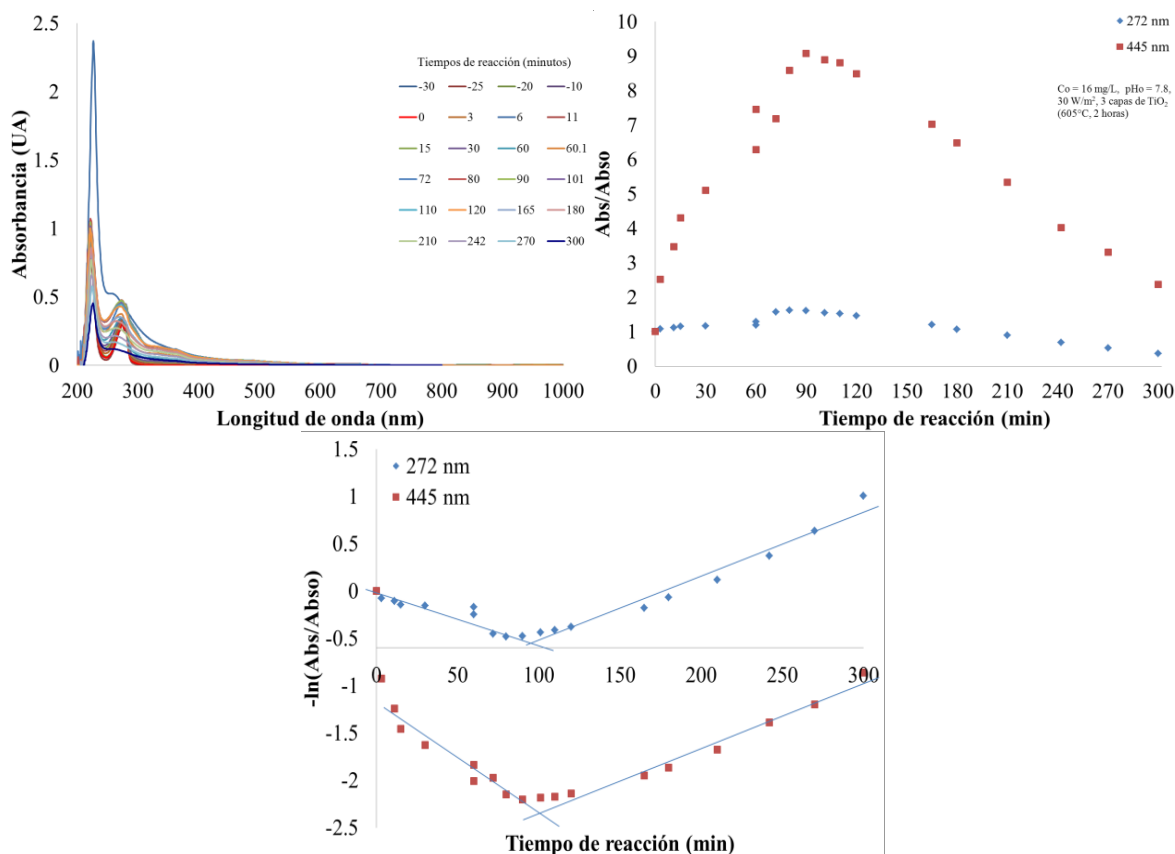 2.5
2
1.5
1
0.5
0
200 300 400 500 600 700 800 900 1000
Absorbancia (UA)
Longitud de onda (nm)
Tiempos de reacción (minutos)
-30 -25 -20 -10
0 3 6 11
15 30 60 60.1
72 80 90 101
110 120 165 180
210 242 270 300
10
9
8
7
6
5
4
3
2
1
0
0 30 60 90 120 150 180 210 240 270 300
Abs/Abso
Tiempo de reacción (min)
272 nm
445 nm
Co = 16 mg/L, pHo = 7.8,
30 W/m², 3 capas de TiO₂
(605°C, 2 horas)
1.5
1
0.5
0
-0.5
-1
-1.5
-2
-2.5
0 50 100 150 200 250 300
-ln(Abs/Abso)
272 nm
445 nm
Tiempo de reacción (min)